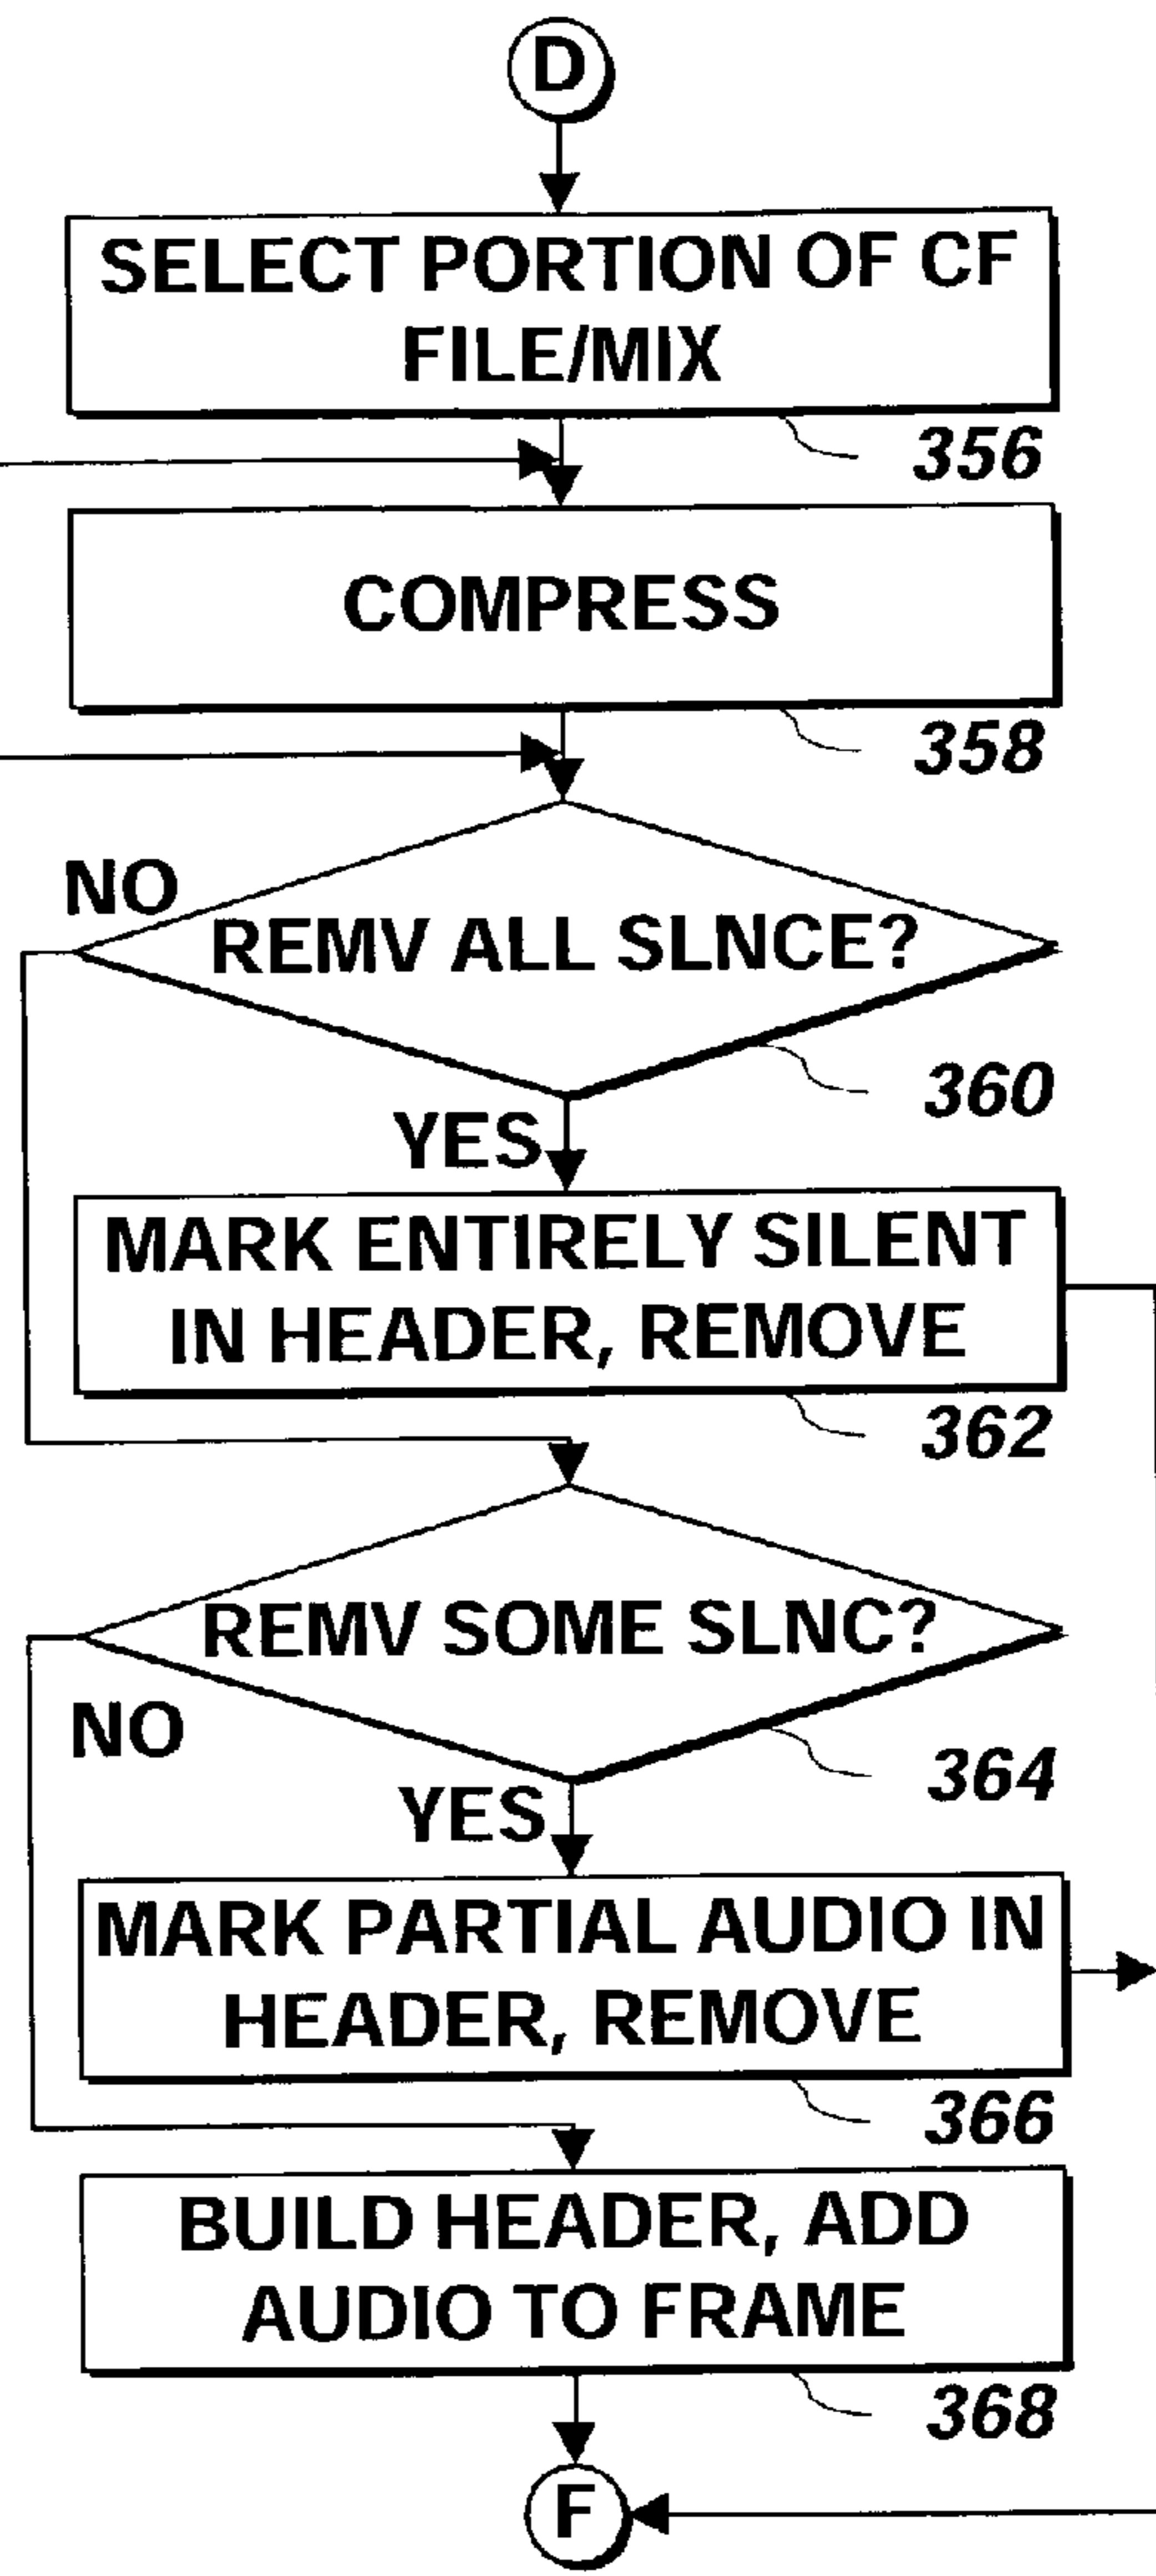 D
SELECT PORTION OF CF
FILE/MIX
356
COMPRESS
358
NO
REMV ALL SLNCE?
360
YES
MARK ENTIRELY SILENT
IN HEADER, REMOVE
362
REMV SOME SLNC?
NO
364
YES
MARK PARTIAL AUDIO IN
HEADER, REMOVE
366
BUILD HEADER, ADD
AUDIO TO FRAME
368
F